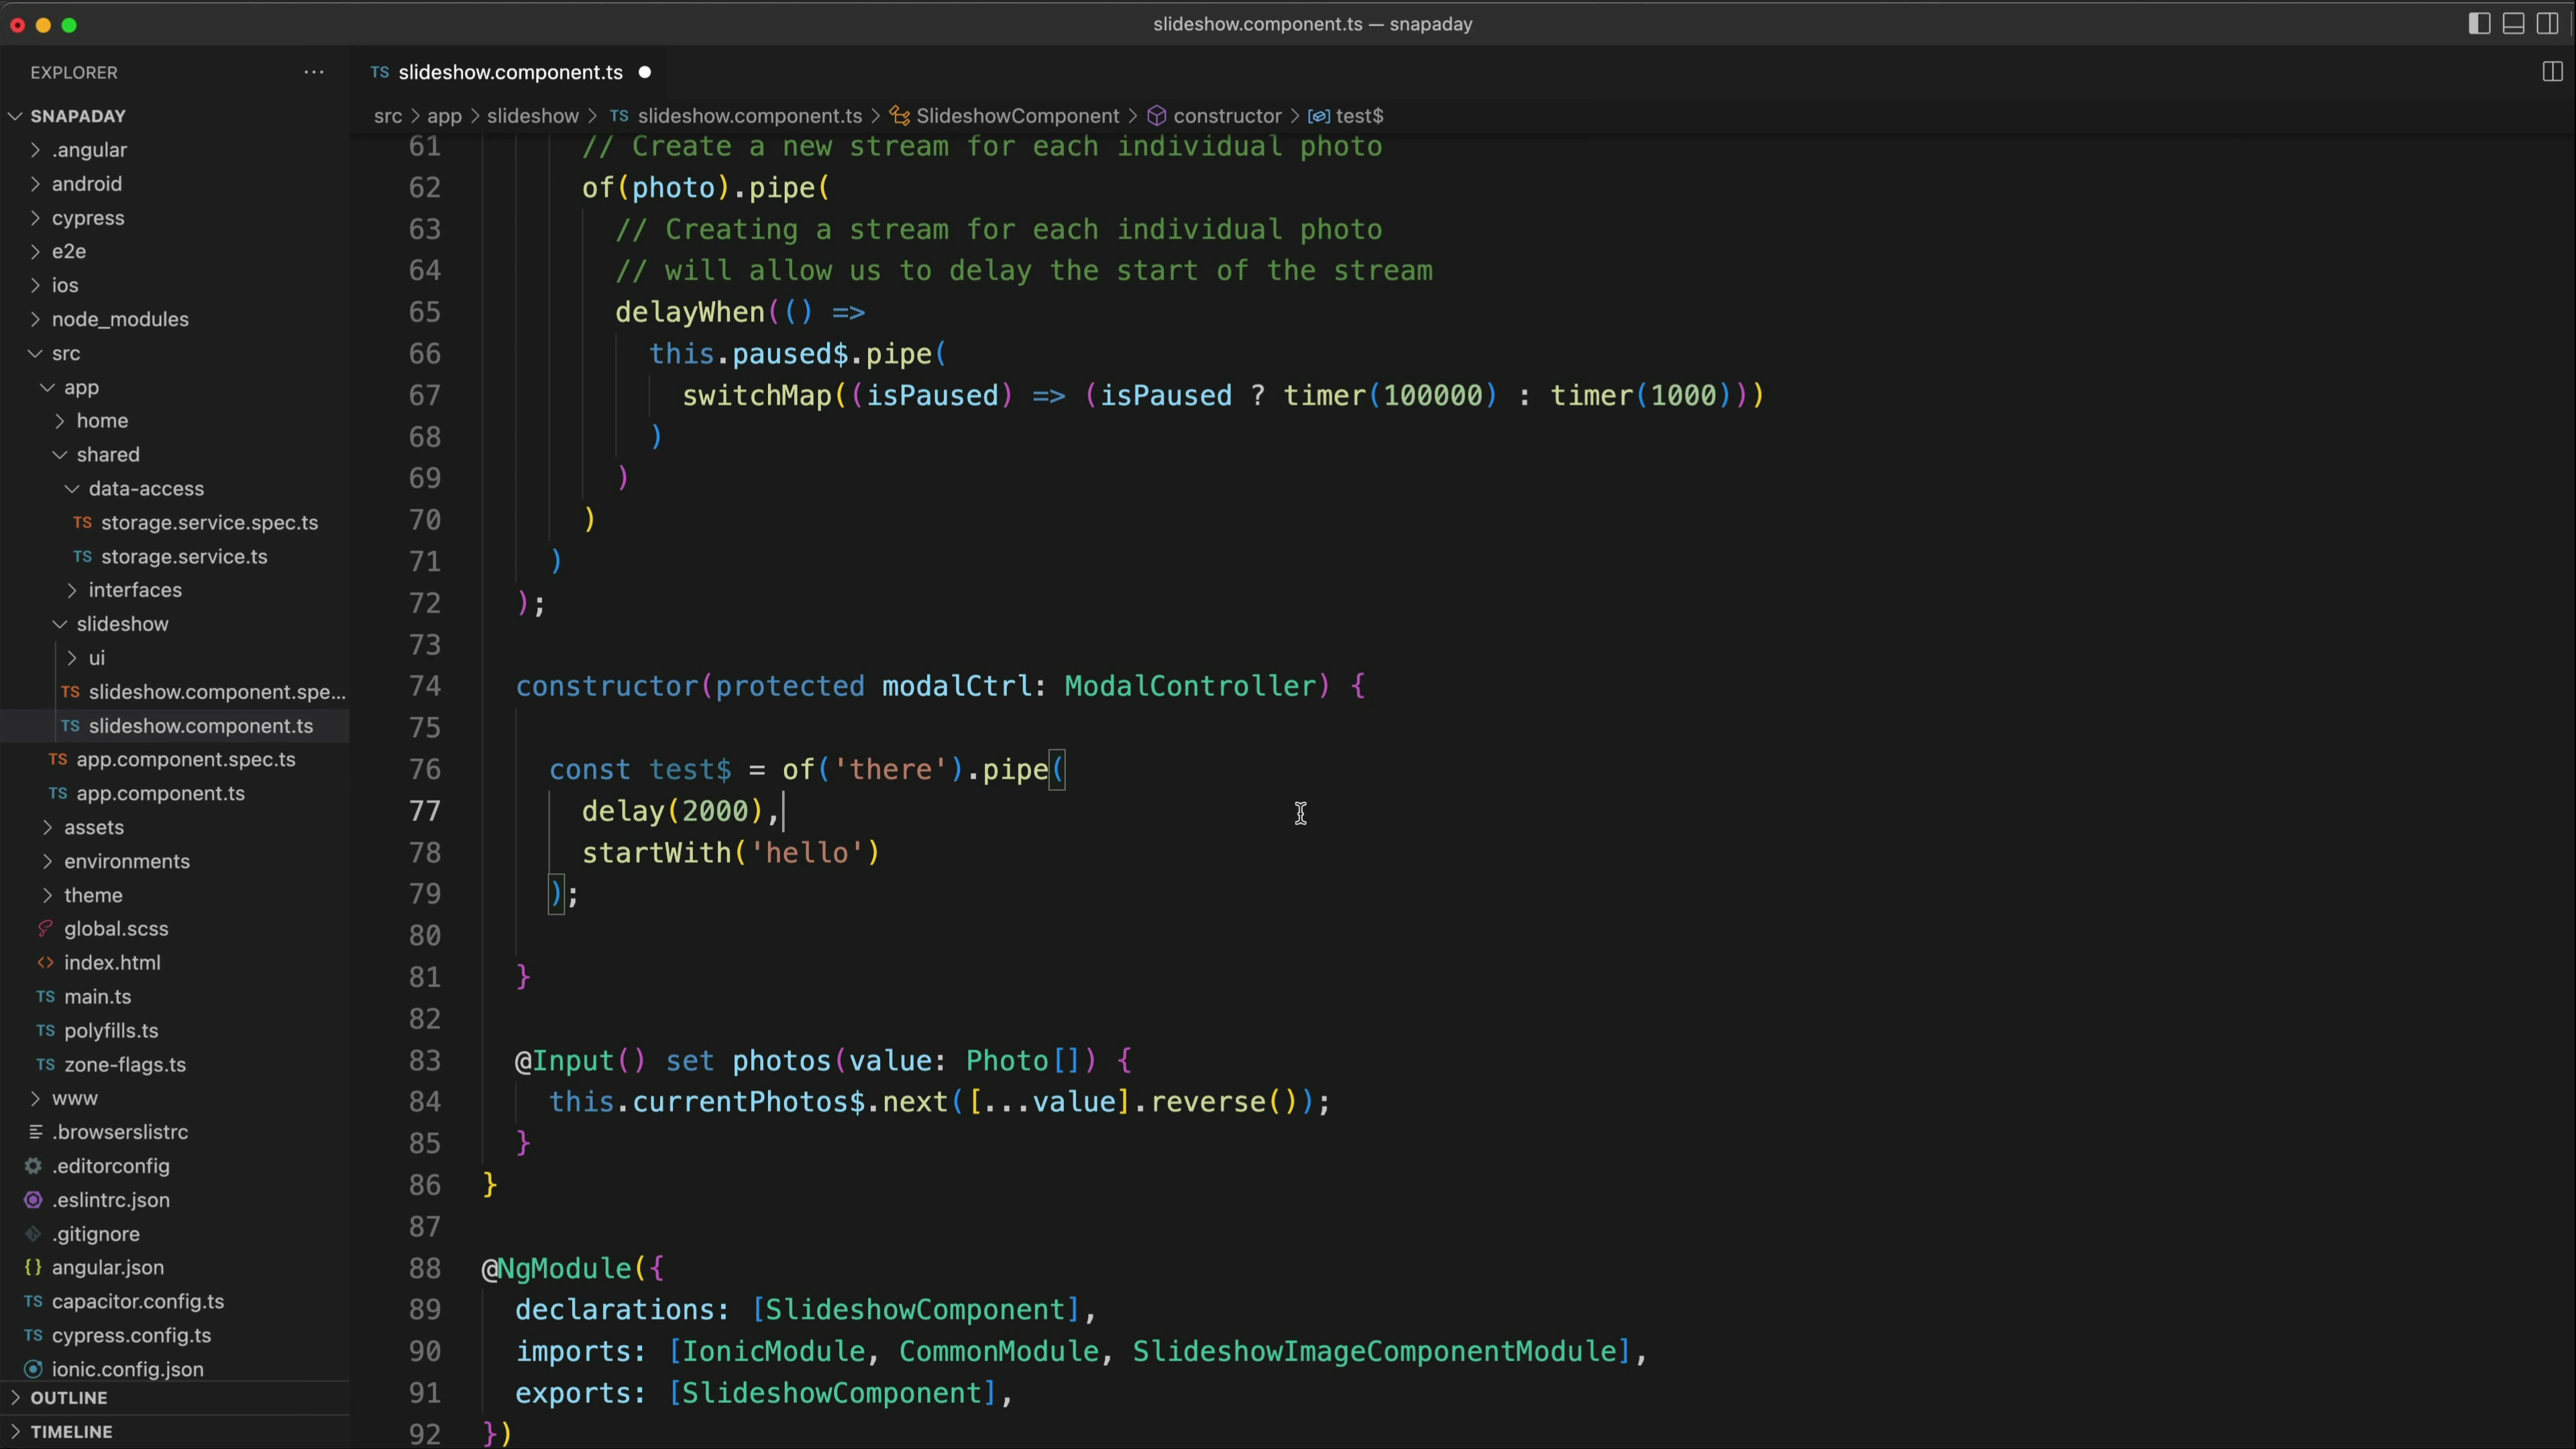 slideshow.component.ts — snapaday
EXPLORER
SNAPADAY
.angular
android
cypress
e2e
ios
node_modules
src
app
home
shared
data-access
TS storage.service.spec.ts
TS storage.service.ts
interfaces
slideshow
ui
TS slideshow.component.spe...
TS slideshow.component.ts
TS app.component.spec.ts
TS app.component.ts
assets
environments
theme
global.scss
index.html
TS main.ts
TS polyfills.ts
TS zone-flags.ts
www
.browserslistrc
.editorconfig
.eslintrc.json
.gitignore
angular.json
TS capacitor.config.ts
TS cypress.config.ts
ionic.config.json
OUTLINE
TIMELINE
TS slideshow.component.ts
src > app > slideshow > TS slideshow.component.ts > SlideshowComponent > constructor > test$
61 // Create a new stream for each individual photo
62 of(photo).pipe(
63 // Creating a stream for each individual photo
64 // will allow us to delay the start of the stream
65 delayWhen(() =>
66 this.paused$.pipe(
67 switchMap((isPaused) => (isPaused ? timer(100000) : timer(1000)))
68 )
69 )
70 )
71 )
72 );
73
74 constructor(protected modalCtrl: ModalController) {
75
76 const test$ = of('there').pipe(
77 delay(2000),
78 startWith('hello')
79 );
80
81 }
82
83 @Input() set photos(value: Photo[]) {
84 this.currentPhotos$.next([...value].reverse());
85 }
86 }
87
88 @NgModule({
89 declarations: [SlideshowComponent],
90 imports: [IonicModule, CommonModule, SlideshowImageComponentModule],
91 exports: [SlideshowComponent],
92 })